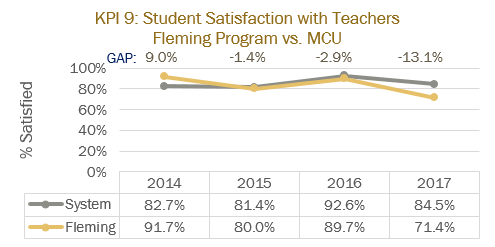 KPI 9: Student Satisfaction with Teachers
Fleming Program vs. MCU
GAP: 9.0% -1.4% -2.9% -13.1%
% Satisfied
100%
80%
60%
40%
20%
0%
2014 2015 2016 2017
System 82.7% 81.4% 92.6% 84.5%
Fleming 91.7% 80.0% 89.7% 71.4%